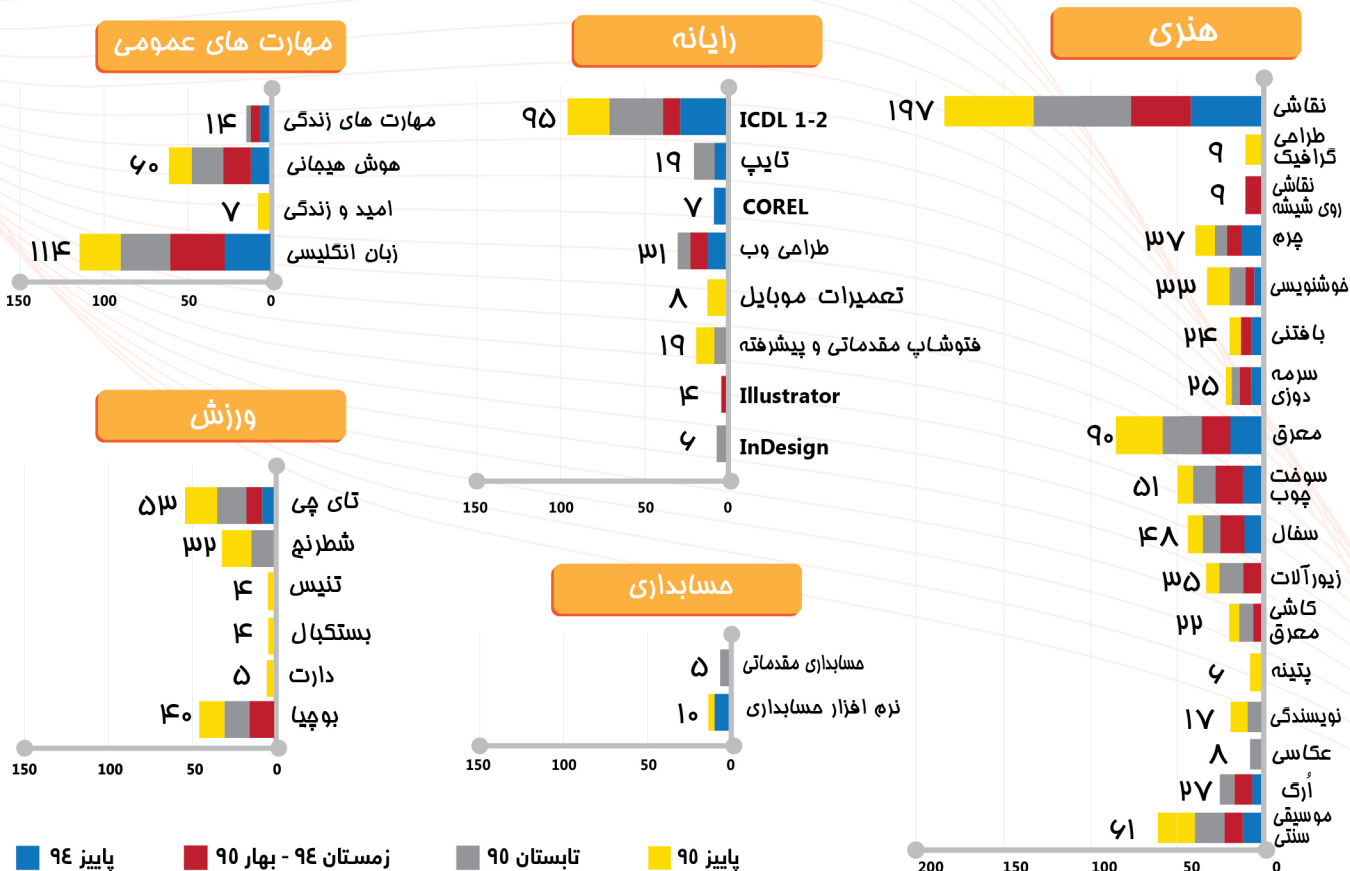 هنری
نقاشی
۱۹۷
طراحی
گرافیک
۹
نقاشی
روی شیشه
۹
چرم
۳۷
خوشنویسی
۳۳
بافتنی
۲۴
سرمه
دوزی
۲۵
معرق
۹۰
سوخت
چوب
۵۱
سفال
۴۸
زیورآلات
۳۵
کاشی
معرق
۲۲
پتینه
۶
نویسندگی
۱۷
عکاسی
۸
اُرگ
۲۷
موسیقی
سنتی
۶۱
200 150 100 50 0
رایانه
ICDL 1-2
۹۵
تایپ
۱۹
COREL
۷
طراحی وب
۳۱
تعمیرات موبایل
۸
فتوشاپ مقدماتی و پیشرفته
۱۹
Illustrator
۴
InDesign
۶
150 100 50 0
حسابداری
حسابداری مقدماتی
۵
نرم افزار حسابداری
۱۰
150 100 50 0
مهارت های عمومی
مهارت های زندگی
۱۴
هوش هیجانی
۶۰
امید و زندگی
۷
زبان انگلیسی
۱۱۴
150 100 50 0
ورزش
تای چی
۵۳
شطرنج
۳۲
تنیس
۴
بستکبال
۴
دارت
۵
بوچیا
۴۰
150 100 50 0
پاییز ۹۵
تابستان ۹۵
زمستان ۹٤ - بهار ۹۵
پاییز ۹٤